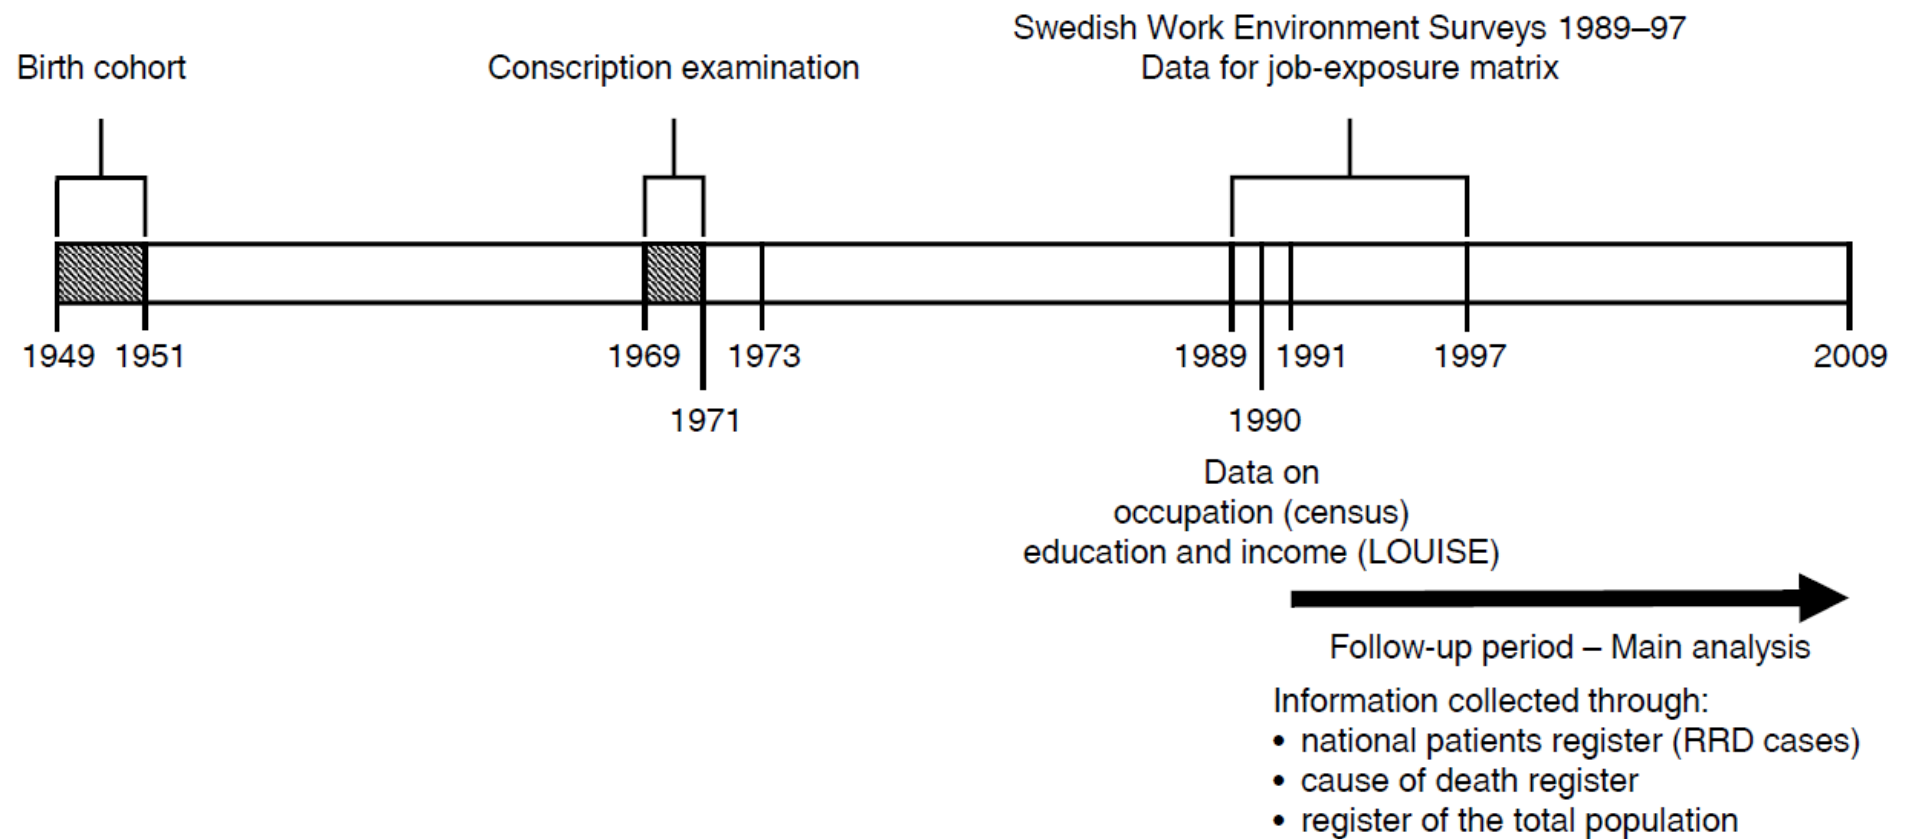 Swedish Work Environment Surveys 1989–97
Birth cohort
Conscription examination
Data for job-exposure matrix
1949 1951 1969 1973 1989 1991 1997 2009
1971 1990
Data on
occupation (census)
education and income (LOUISE)
Follow-up period – Main analysis
Information collected through:
• national patients register (RRD cases)
• cause of death register
• register of the total population